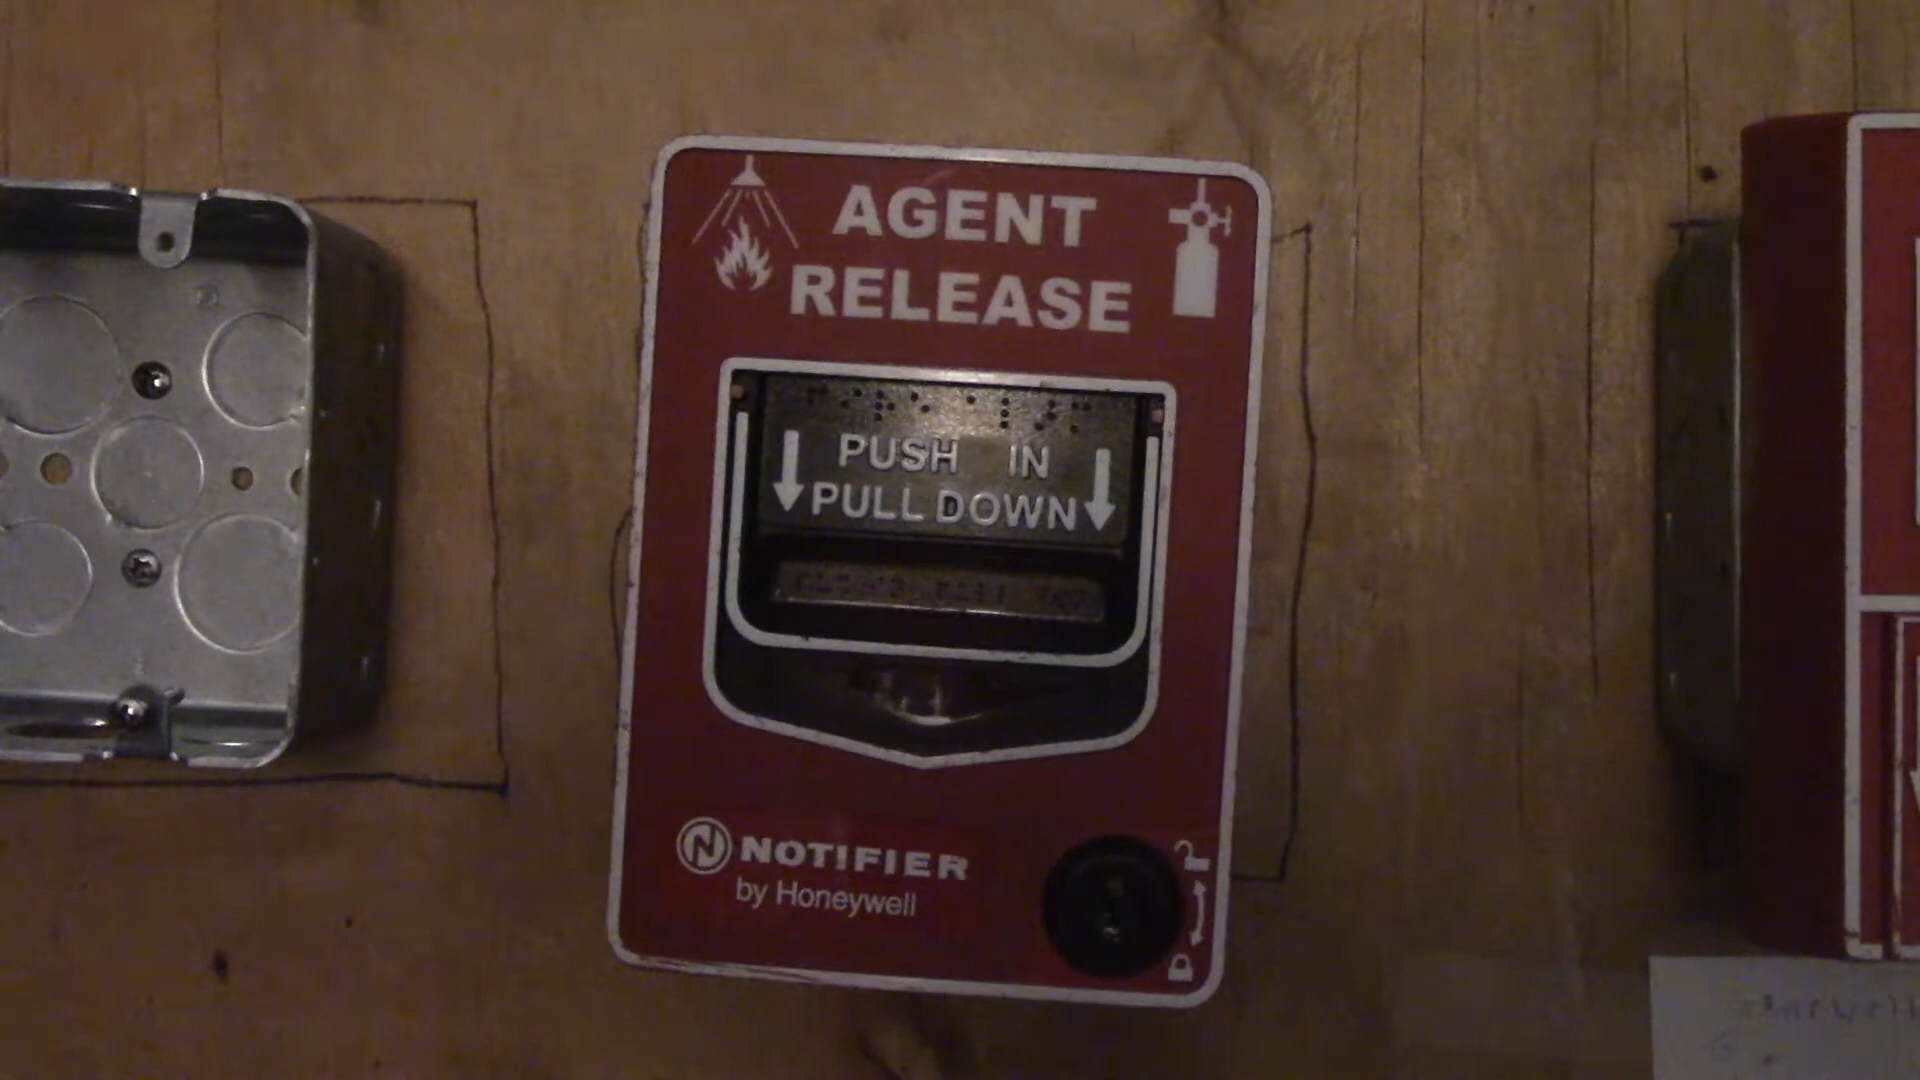 AGENT
RELEASE
PUSH IN
PULL DOWN
NOTIFIER
by Honeywell